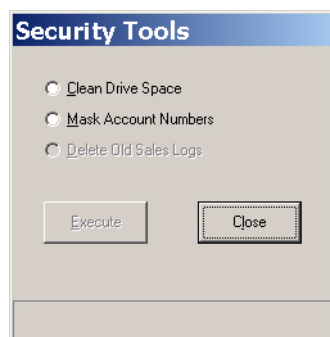 Security Tools
Clean Drive Space
Mask Account Numbers
Delete Old Sales Logs
Execute
Close